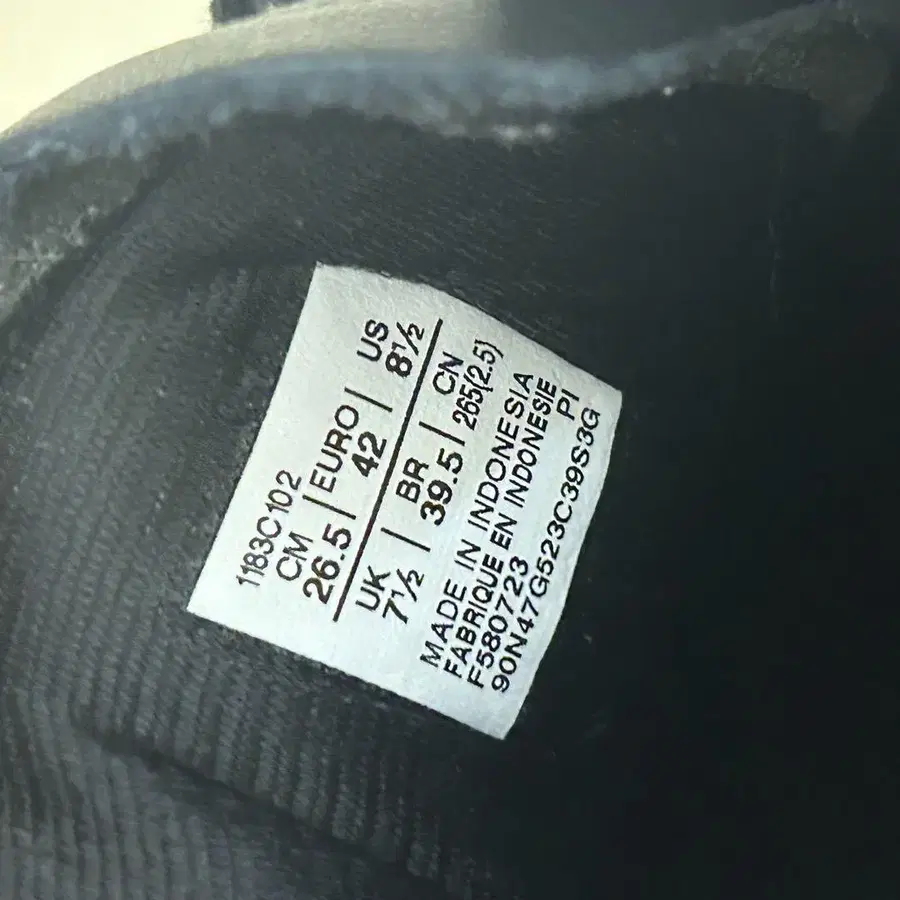 1183C102
CM | EURO | US
26.5 | 42 | 8½
UK | BR | CN
7½ | 39.5 | 265(2.5)
MADE IN INDONESIA
FABRIQUE EN INDONESIE
F580723 PI
90N47G523C39S3G